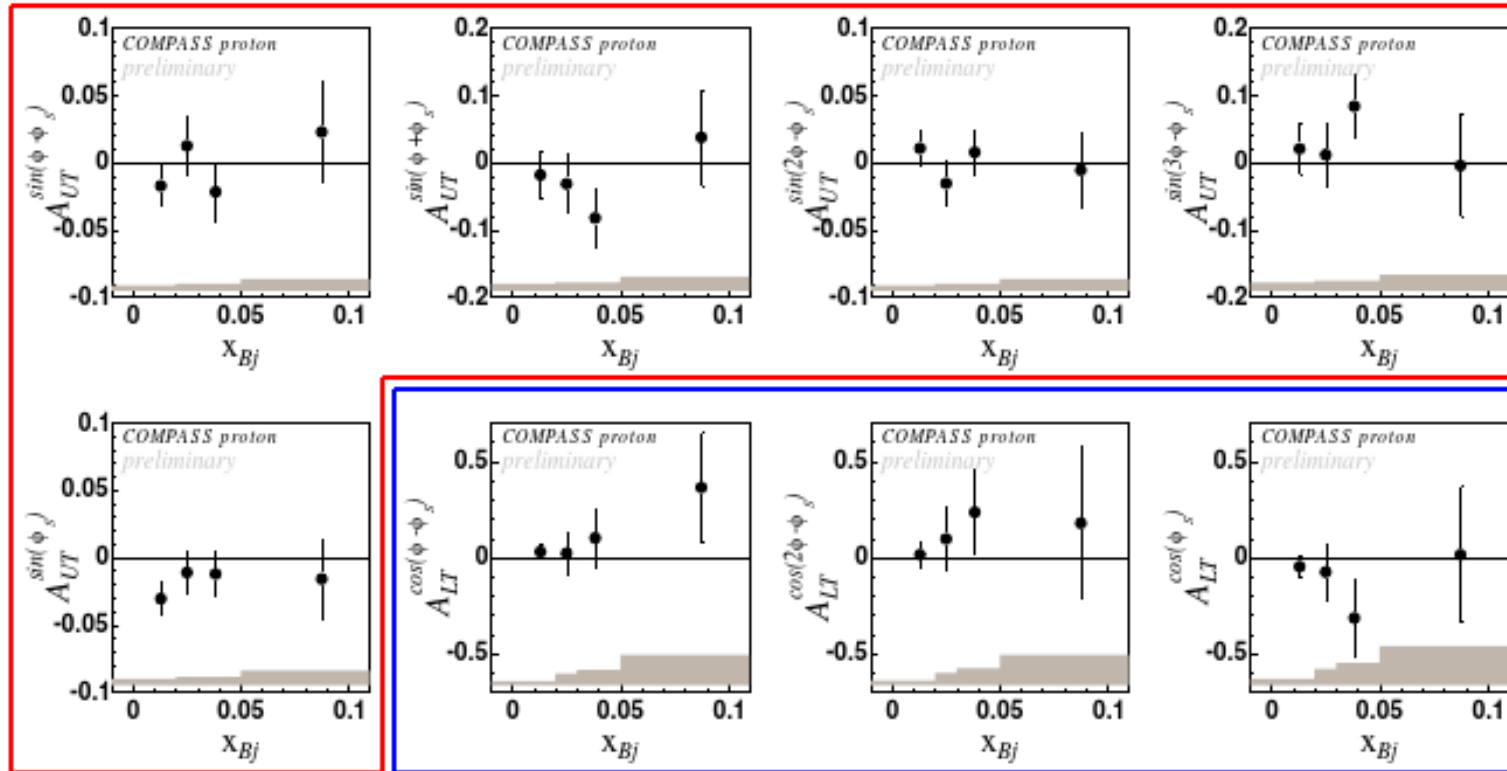 0.1 0.2 0.1 0.2
COMPASS proton COMPASS proton COMPASS proton COMPASS proton
preliminary preliminary preliminary preliminary
0.05 0.1 0.05 0.1
0 0 0 0
-0.05 -0.1 -0.05 -0.1
-0.1 -0.2 -0.1 -0.2
A_UT^sin(ϕ-ϕ_s) A_UT^sin(ϕ+ϕ_s) A_UT^sin(2ϕ-ϕ_s) A_UT^sin(3ϕ-ϕ_s)
0 0.05 0.1 0 0.05 0.1 0 0.05 0.1 0 0.05 0.1
x_Bj x_Bj x_Bj x_Bj
0.1
COMPASS proton COMPASS proton COMPASS proton COMPASS proton
preliminary preliminary preliminary preliminary
0.05 0.5 0.5 0.5
0 0 0 0
-0.05 -0.5 -0.5 -0.5
-0.1
A_UT^sin(ϕ_s) A_LT^cos(ϕ-ϕ_s) A_LT^cos(2ϕ-ϕ_s) A_LT^cos(ϕ_s)
0 0.05 0.1 0 0.05 0.1 0 0.05 0.1 0 0.05 0.1
x_Bj x_Bj x_Bj x_Bj